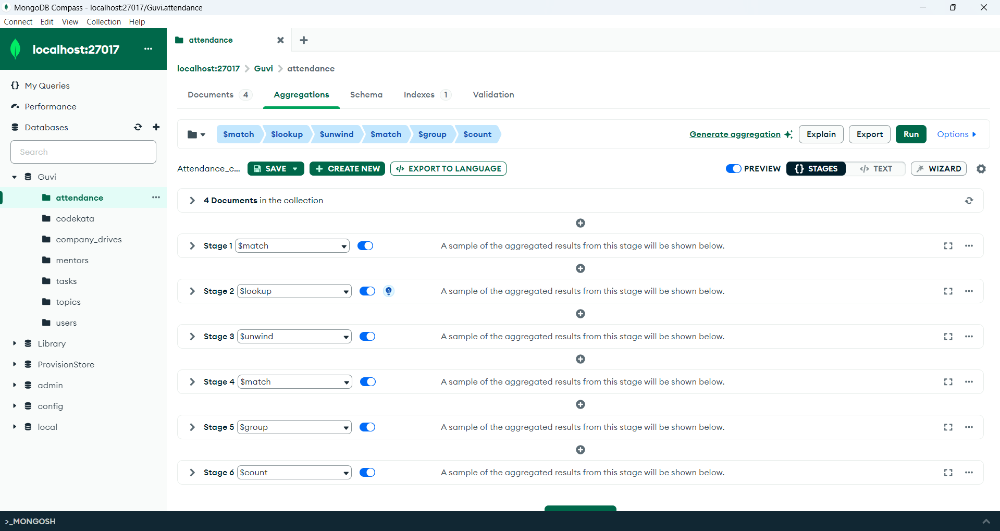 MongoDB Compass - localhost:27017/Guvi.attendance
Connect Edit View Collection Help
localhost:27017
attendance
localhost:27017 > Guvi > attendance
{} My Queries
Performance
Databases
Search
Guvi
attendance
codekata
company_drives
mentors
tasks
topics
users
Library
ProvisionStore
admin
config
local
Documents 4 Aggregations Schema Indexes 1 Validation
$match $lookup $unwind $match $group $count
Generate aggregation Explain Export Run Options
Attendance_c... SAVE CREATE NEW </> EXPORT TO LANGUAGE
PREVIEW {} STAGES </> TEXT WIZARD
4 Documents in the collection
Stage 1 $match A sample of the aggregated results from this stage will be shown below.
Stage 2 $lookup A sample of the aggregated results from this stage will be shown below.
Stage 3 $unwind A sample of the aggregated results from this stage will be shown below.
Stage 4 $match A sample of the aggregated results from this stage will be shown below.
Stage 5 $group A sample of the aggregated results from this stage will be shown below.
Stage 6 $count A sample of the aggregated results from this stage will be shown below.
>_MONGOSH